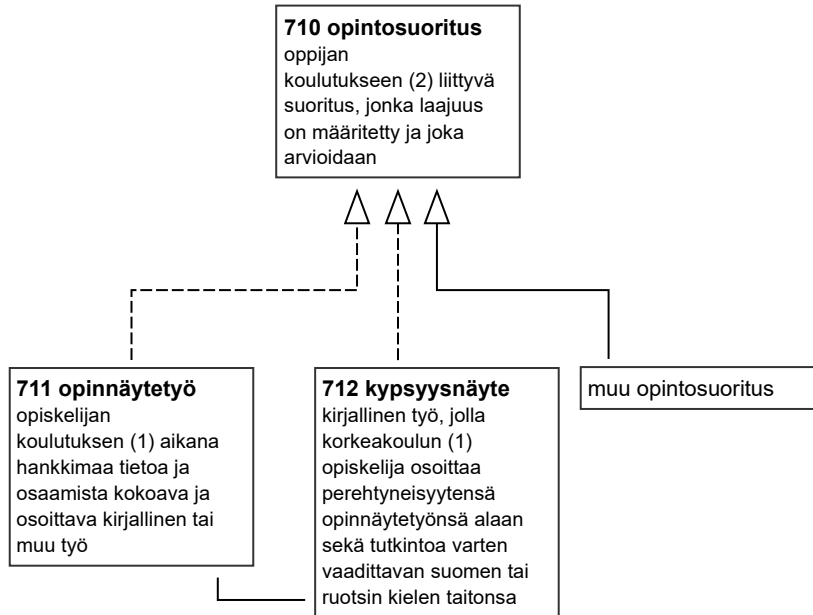 710 opintosuoritus
oppijan
koulutukseen (2) liittyvä
suoritus, jonka laajuus
on määritetty ja joka
arvioidaan
711 opinnäytetyö
opiskelijan
koulutuksen (1) aikana
hankkimaa tietoa ja
osaamista kokoava ja
osoittava kirjallinen tai
muu työ
712 kypsyysnäyte
kirjallinen työ, jolla
korkeakoulun (1)
opiskelija osoittaa
perehtyneisyytensä
opinnäytetyönsä alaan
sekä tutkintoa varten
vaadittavan suomen tai
ruotsin kielen taitonsa
muu opintosuoritus